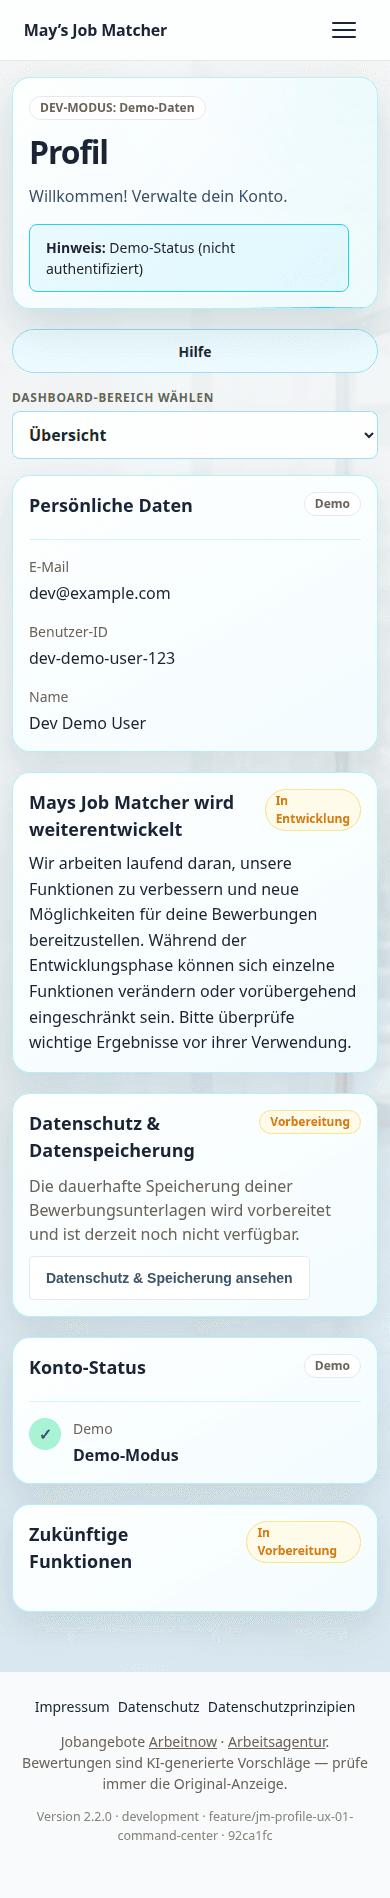 May’s Job Matcher
DEV-MODUS: Demo-Daten
Profil
Willkommen! Verwalte dein Konto.
Hinweis: Demo-Status (nicht
authentifiziert)
Hilfe
DASHBOARD-BEREICH WÄHLEN
Übersicht
Persönliche Daten
Demo
E-Mail
dev@example.com
Benutzer-ID
dev-demo-user-123
Name
Dev Demo User
Mays Job Matcher wird
weiterentwickelt
In
Entwicklung
Wir arbeiten laufend daran, unsere
Funktionen zu verbessern und neue
Möglichkeiten für deine Bewerbungen
bereitzustellen. Während der
Entwicklungsphase können sich einzelne
Funktionen verändern oder vorübergehend
eingeschränkt sein. Bitte überprüfe
wichtige Ergebnisse vor ihrer Verwendung.
Datenschutz &
Datenspeicherung
Vorbereitung
Die dauerhafte Speicherung deiner
Bewerbungsunterlagen wird vorbereitet
und ist derzeit noch nicht verfügbar.
Datenschutz & Speicherung ansehen
Konto-Status
Demo
✓
Demo
Demo-Modus
Zukünftige
Funktionen
In
Vorbereitung
Impressum Datenschutz Datenschutzprinzipien
Jobangebote Arbeitnow · Arbeitsagentur.
Bewertungen sind KI-generierte Vorschläge — prüfe
immer die Original-Anzeige.
Version 2.2.0 · development · feature/jm-profile-ux-01-
command-center · 92ca1fc